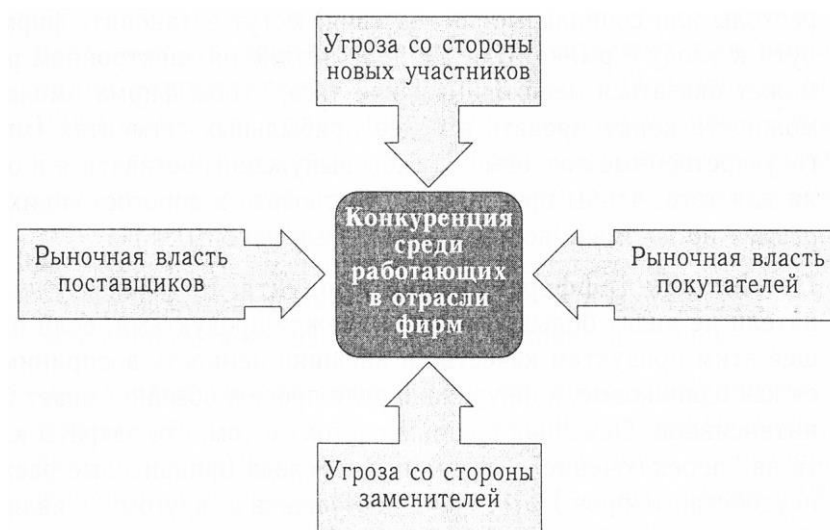 Угроза со стороны
новых участников
Рыночная власть
поставщиков
Конкуренция
среди
работающих
в отрасли
фирм
Рыночная власть
покупателей
Угроза со стороны
заменителей